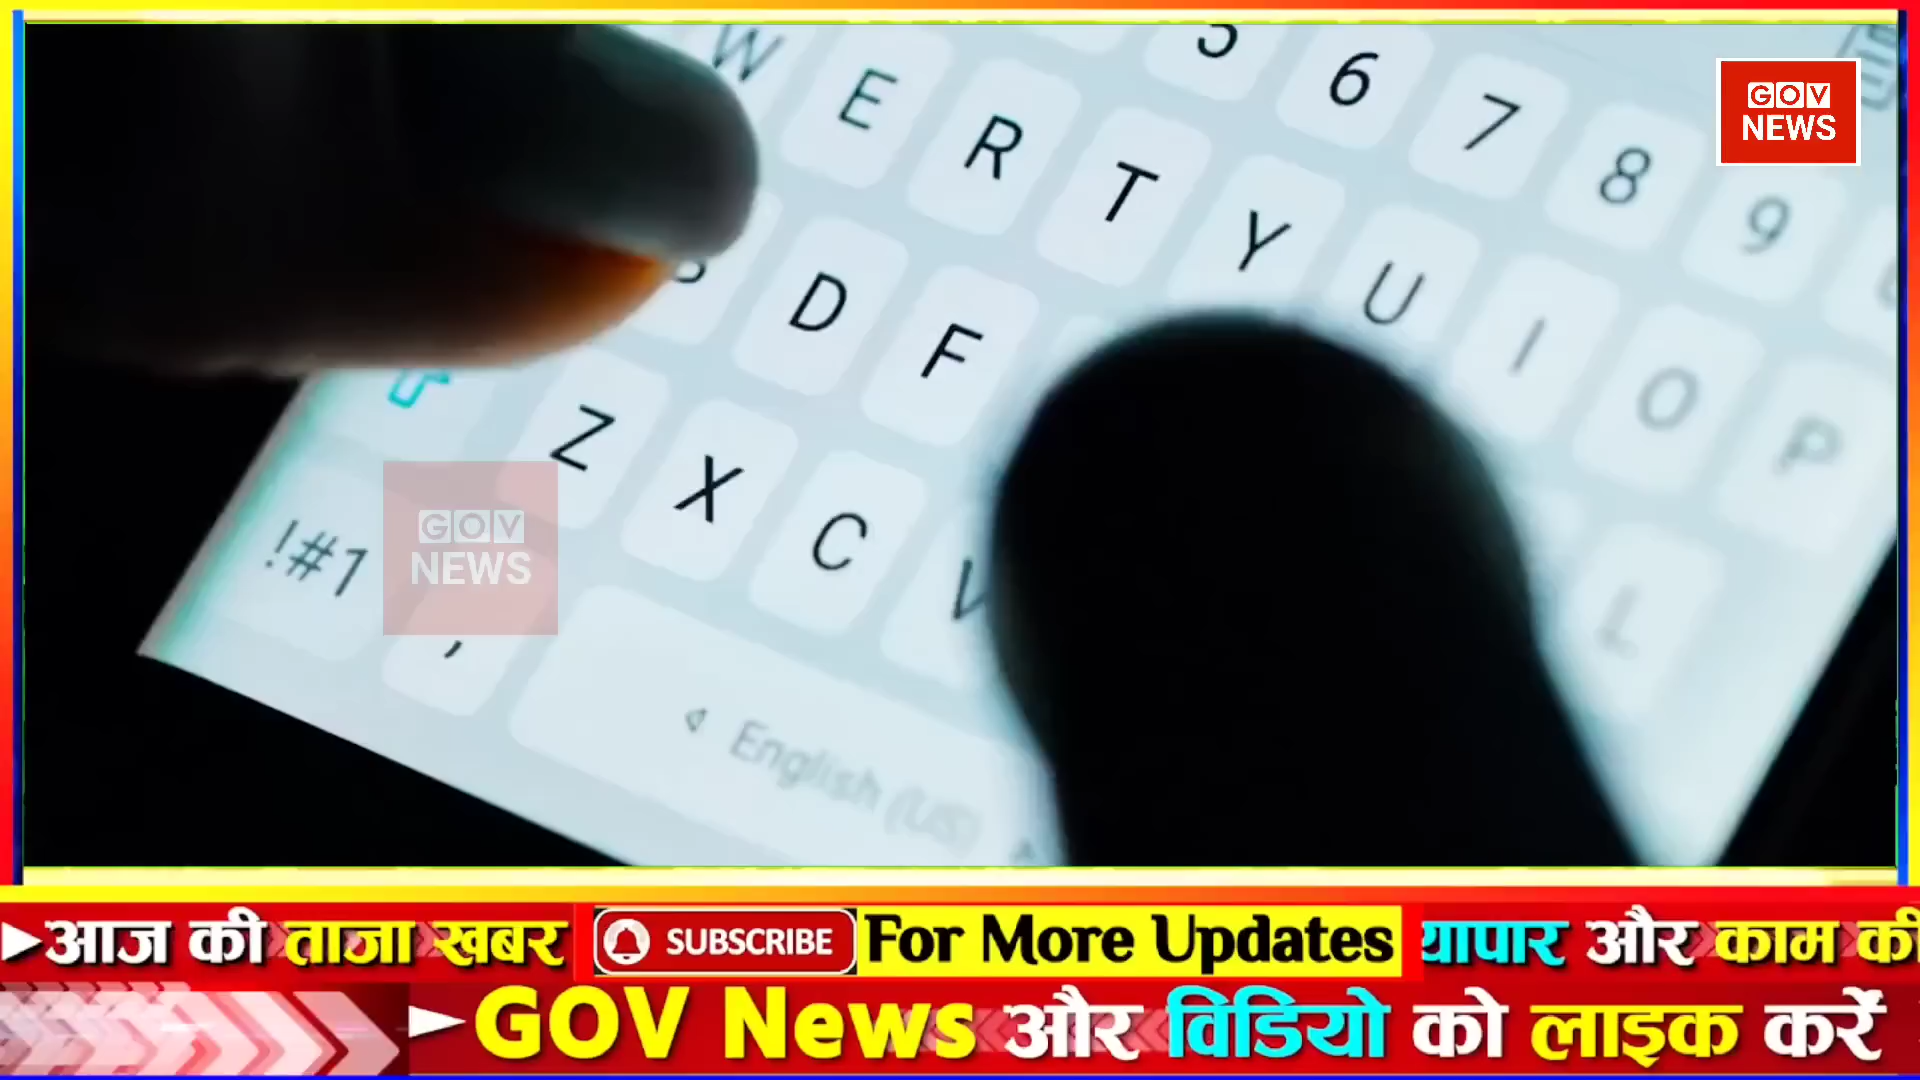 5 6 7 8 9
W E R T Y U I O P
D F L
Z X C V
!#1 ,
English (US)
GOV
NEWS
GOV
NEWS
आज की ताजा खबर
SUBSCRIBE
For More Updates
और काम की
GOV News और विडियो को लाइक करें